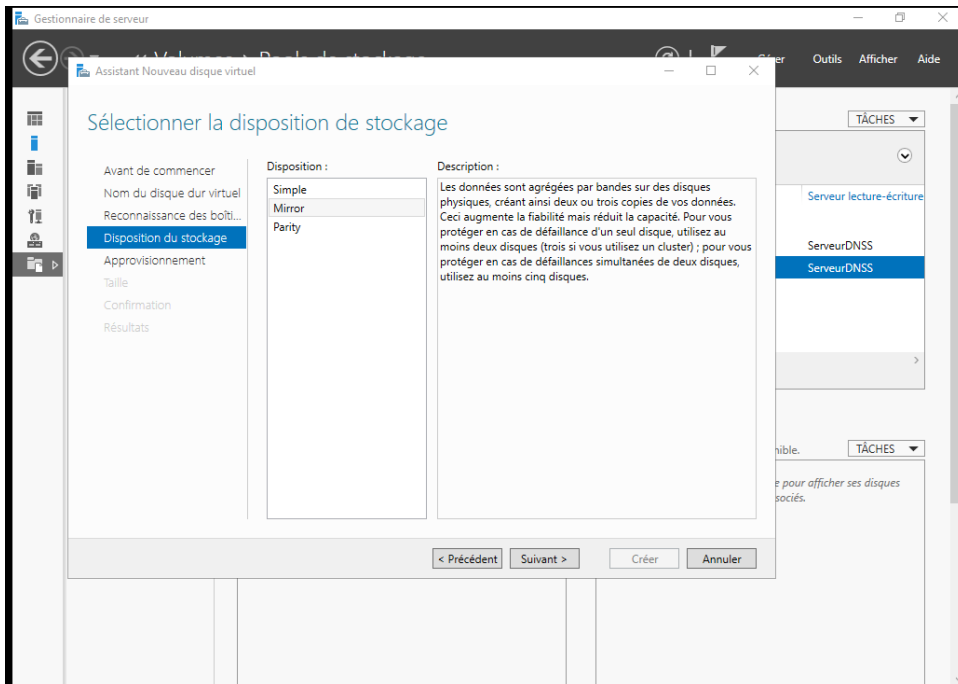 Gestionnaire de serveur
Outils Afficher Aide
Assistant Nouveau disque virtuel
Sélectionner la disposition de stockage
Avant de commencer
Nom du disque dur virtuel
Reconnaissance des boîti...
Disposition du stockage
Approvisionnement
Taille
Confirmation
Résultats
Disposition :
Simple
Mirror
Parity
Description :
Les données sont agrégées par bandes sur des disques
physiques, créant ainsi deux ou trois copies de vos données.
Ceci augmente la fiabilité mais réduit la capacité. Pour vous
protéger en cas de défaillance d'un seul disque, utilisez au
moins deux disques (trois si vous utilisez un cluster) ; pour vous
protéger en cas de défaillances simultanées de deux disques,
utilisez au moins cinq disques.
< Précédent Suivant > Créer Annuler
TÂCHES
Serveur lecture-écriture
ServeurDNSS
ServeurDNSS
TÂCHES
pour afficher ses disques